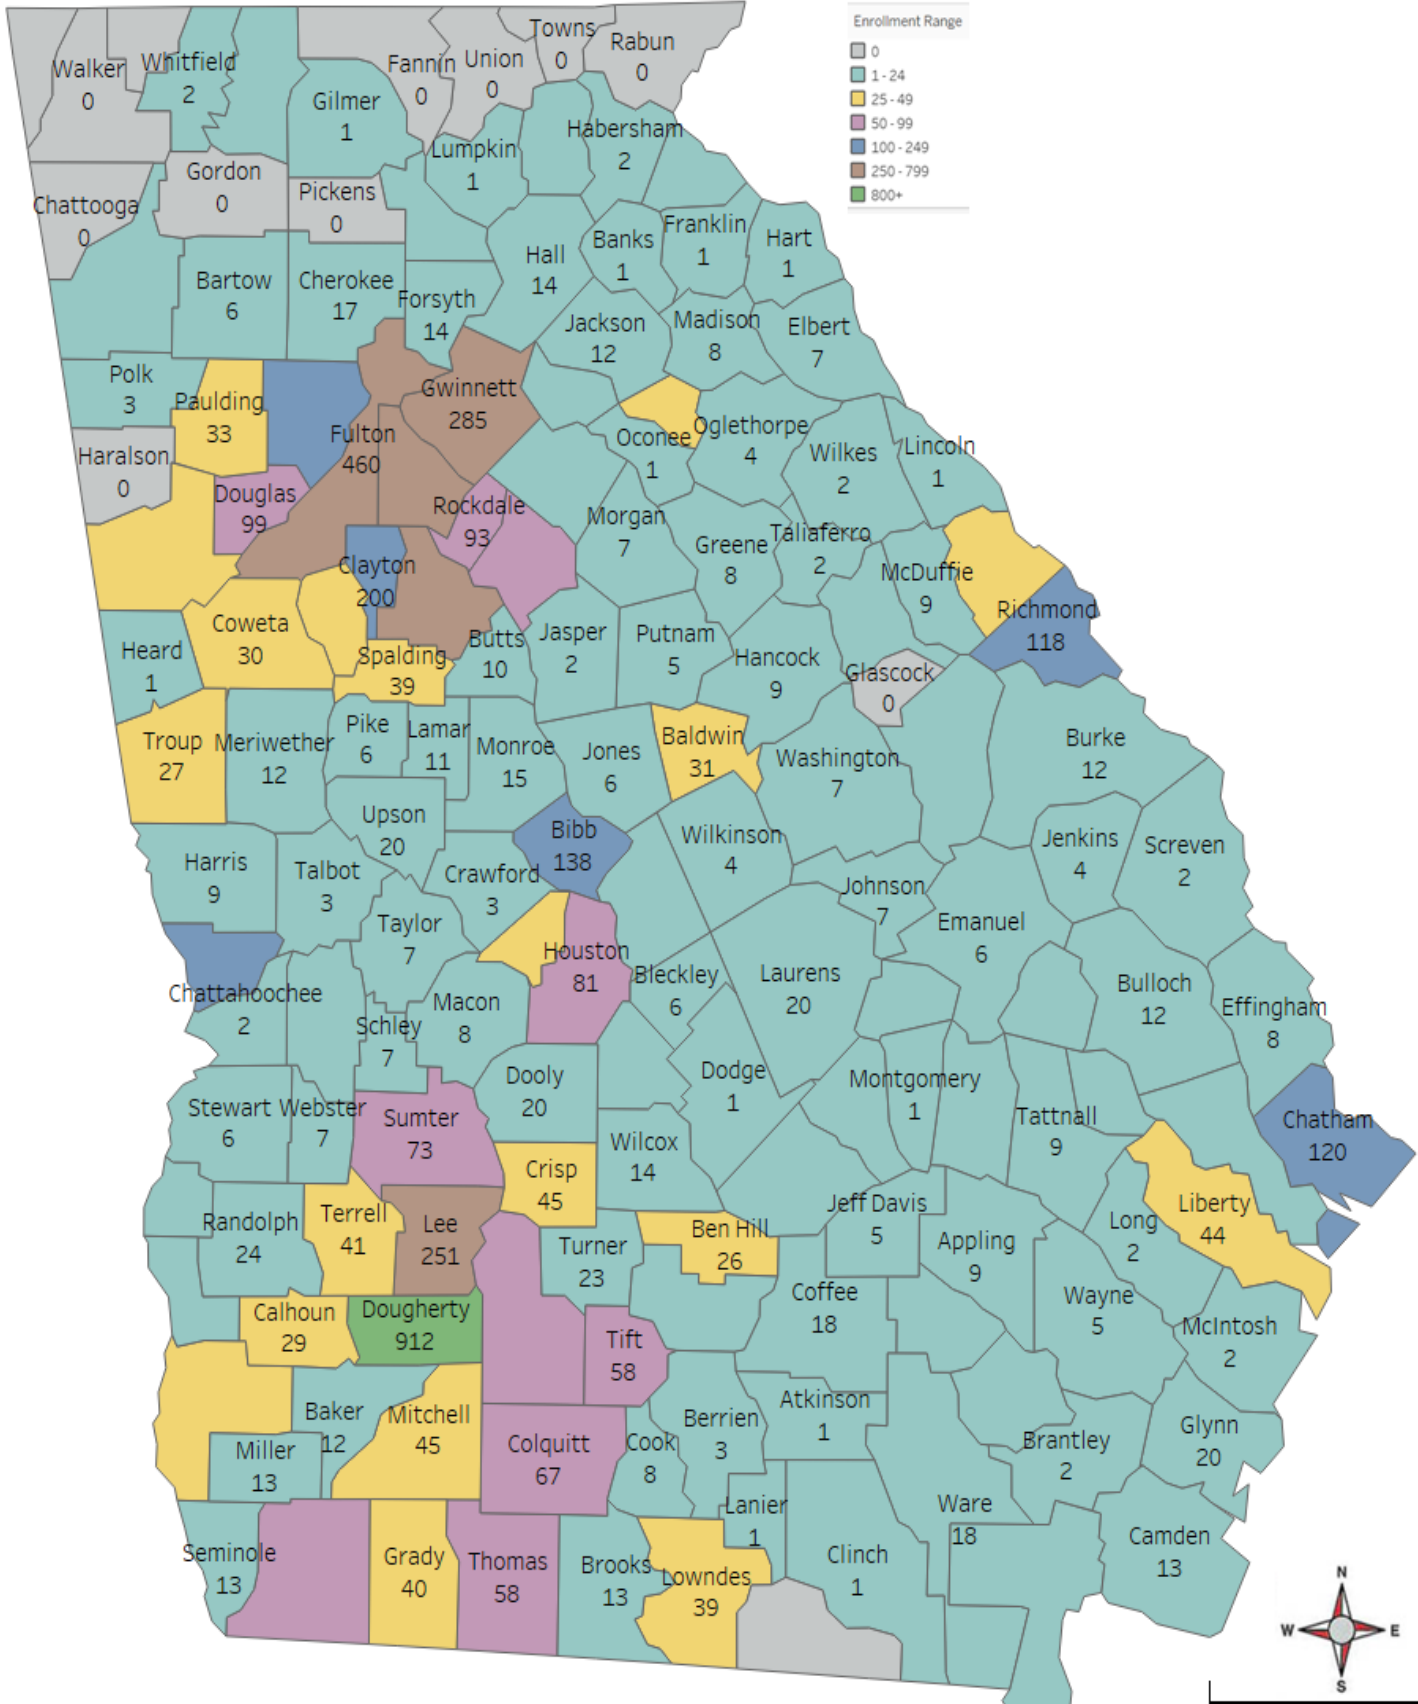 Enrollment Range
0
1 - 24
25 - 49
50 - 99
100 - 249
250 - 799
800+
Towns
0
Rabun
0
Union
0
Fannin
0
Whitfield
2
Walker
0
Gilmer
1
Habersham
2
Lumpkin
1
Gordon
0
Pickens
0
Chattooga
0
Franklin
1
Banks
1
Hart
1
Hall
14
Bartow
6
Cherokee
17
Forsyth
14
Jackson
12
Madison
8
Elbert
7
Polk
3
Paulding
33
Gwinnett
285
Fulton
460
Oconee
1
Oglethorpe
4
Wilkes
2
Lincoln
1
Haralson
0
Douglas
99
Rockdale
93
Morgan
7
Greene
8
Taliaferro
2
McDuffie
9
Clayton
200
Richmond
118
Coweta
30
Heard
1
Spalding
39
Butts
10
Jasper
2
Putnam
5
Hancock
9
Glascock
0
Troup
27
Meriwether
12
Pike
6
Lamar
11
Monroe
15
Jones
6
Baldwin
31
Washington
7
Burke
12
Upson
20
Bibb
138
Wilkinson
4
Jenkins
4
Screven
2
Harris
9
Talbot
3
Crawford
3
Johnson
7
Taylor
7
Emanuel
6
Houston
81
Bleckley
6
Laurens
20
Bulloch
12
Effingham
8
Chattahoochee
2
Macon
8
Schley
7
Dooly
20
Dodge
1
Montgomery
1
Tattnall
9
Chatham
120
Stewart
6
Webster
7
Sumter
73
Wilcox
14
Crisp
45
Liberty
44
Long
2
Randolph
24
Terrell
41
Lee
251
Turner
23
Ben Hill
26
Jeff Davis
5
Appling
9
Coffee
18
Wayne
5
McIntosh
2
Calhoun
29
Dougherty
912
Tift
58
Baker
12
Mitchell
45
Miller
13
Colquitt
67
Cook
8
Berrien
3
Atkinson
1
Brantley
2
Glynn
20
Lanier
1
Ware
18
Camden
13
Seminole
13
Grady
40
Thomas
58
Brooks
13
Lowndes
39
Clinch
1
N
W
E
S